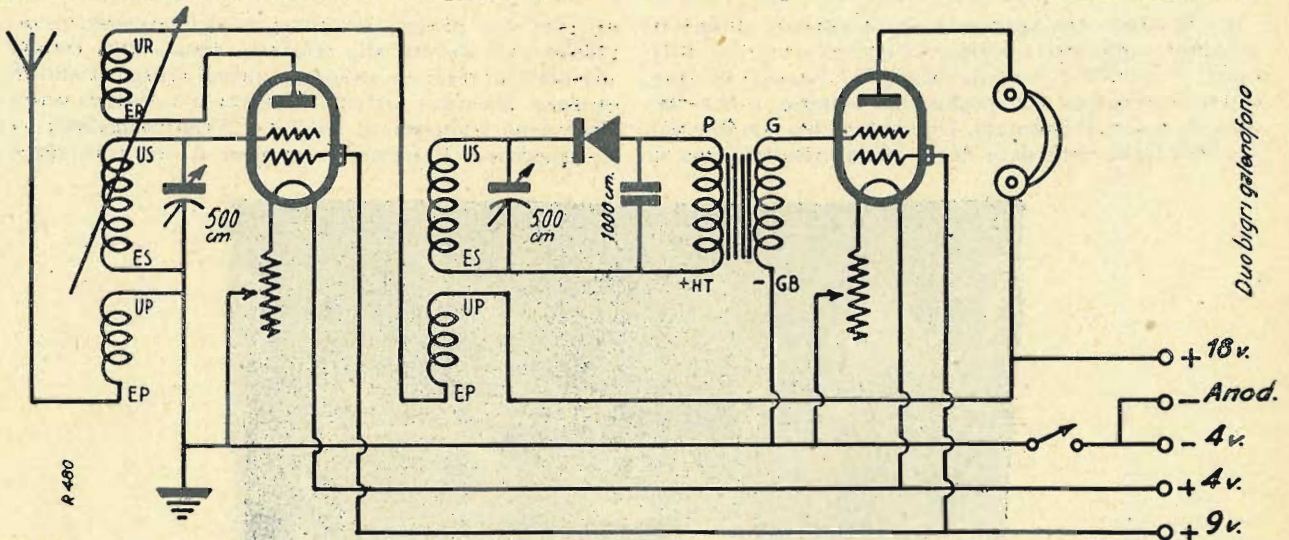 UR
ER
US
500
cm
ES
UP
EP
R 480
US
500
cm
ES
UP
EP
1000 cm.
P
G
+HT
- GB
Duo bigri galenofono
+ 18 v.
- Anod.
- 4 v.
+ 4 v.
+ 9 v.